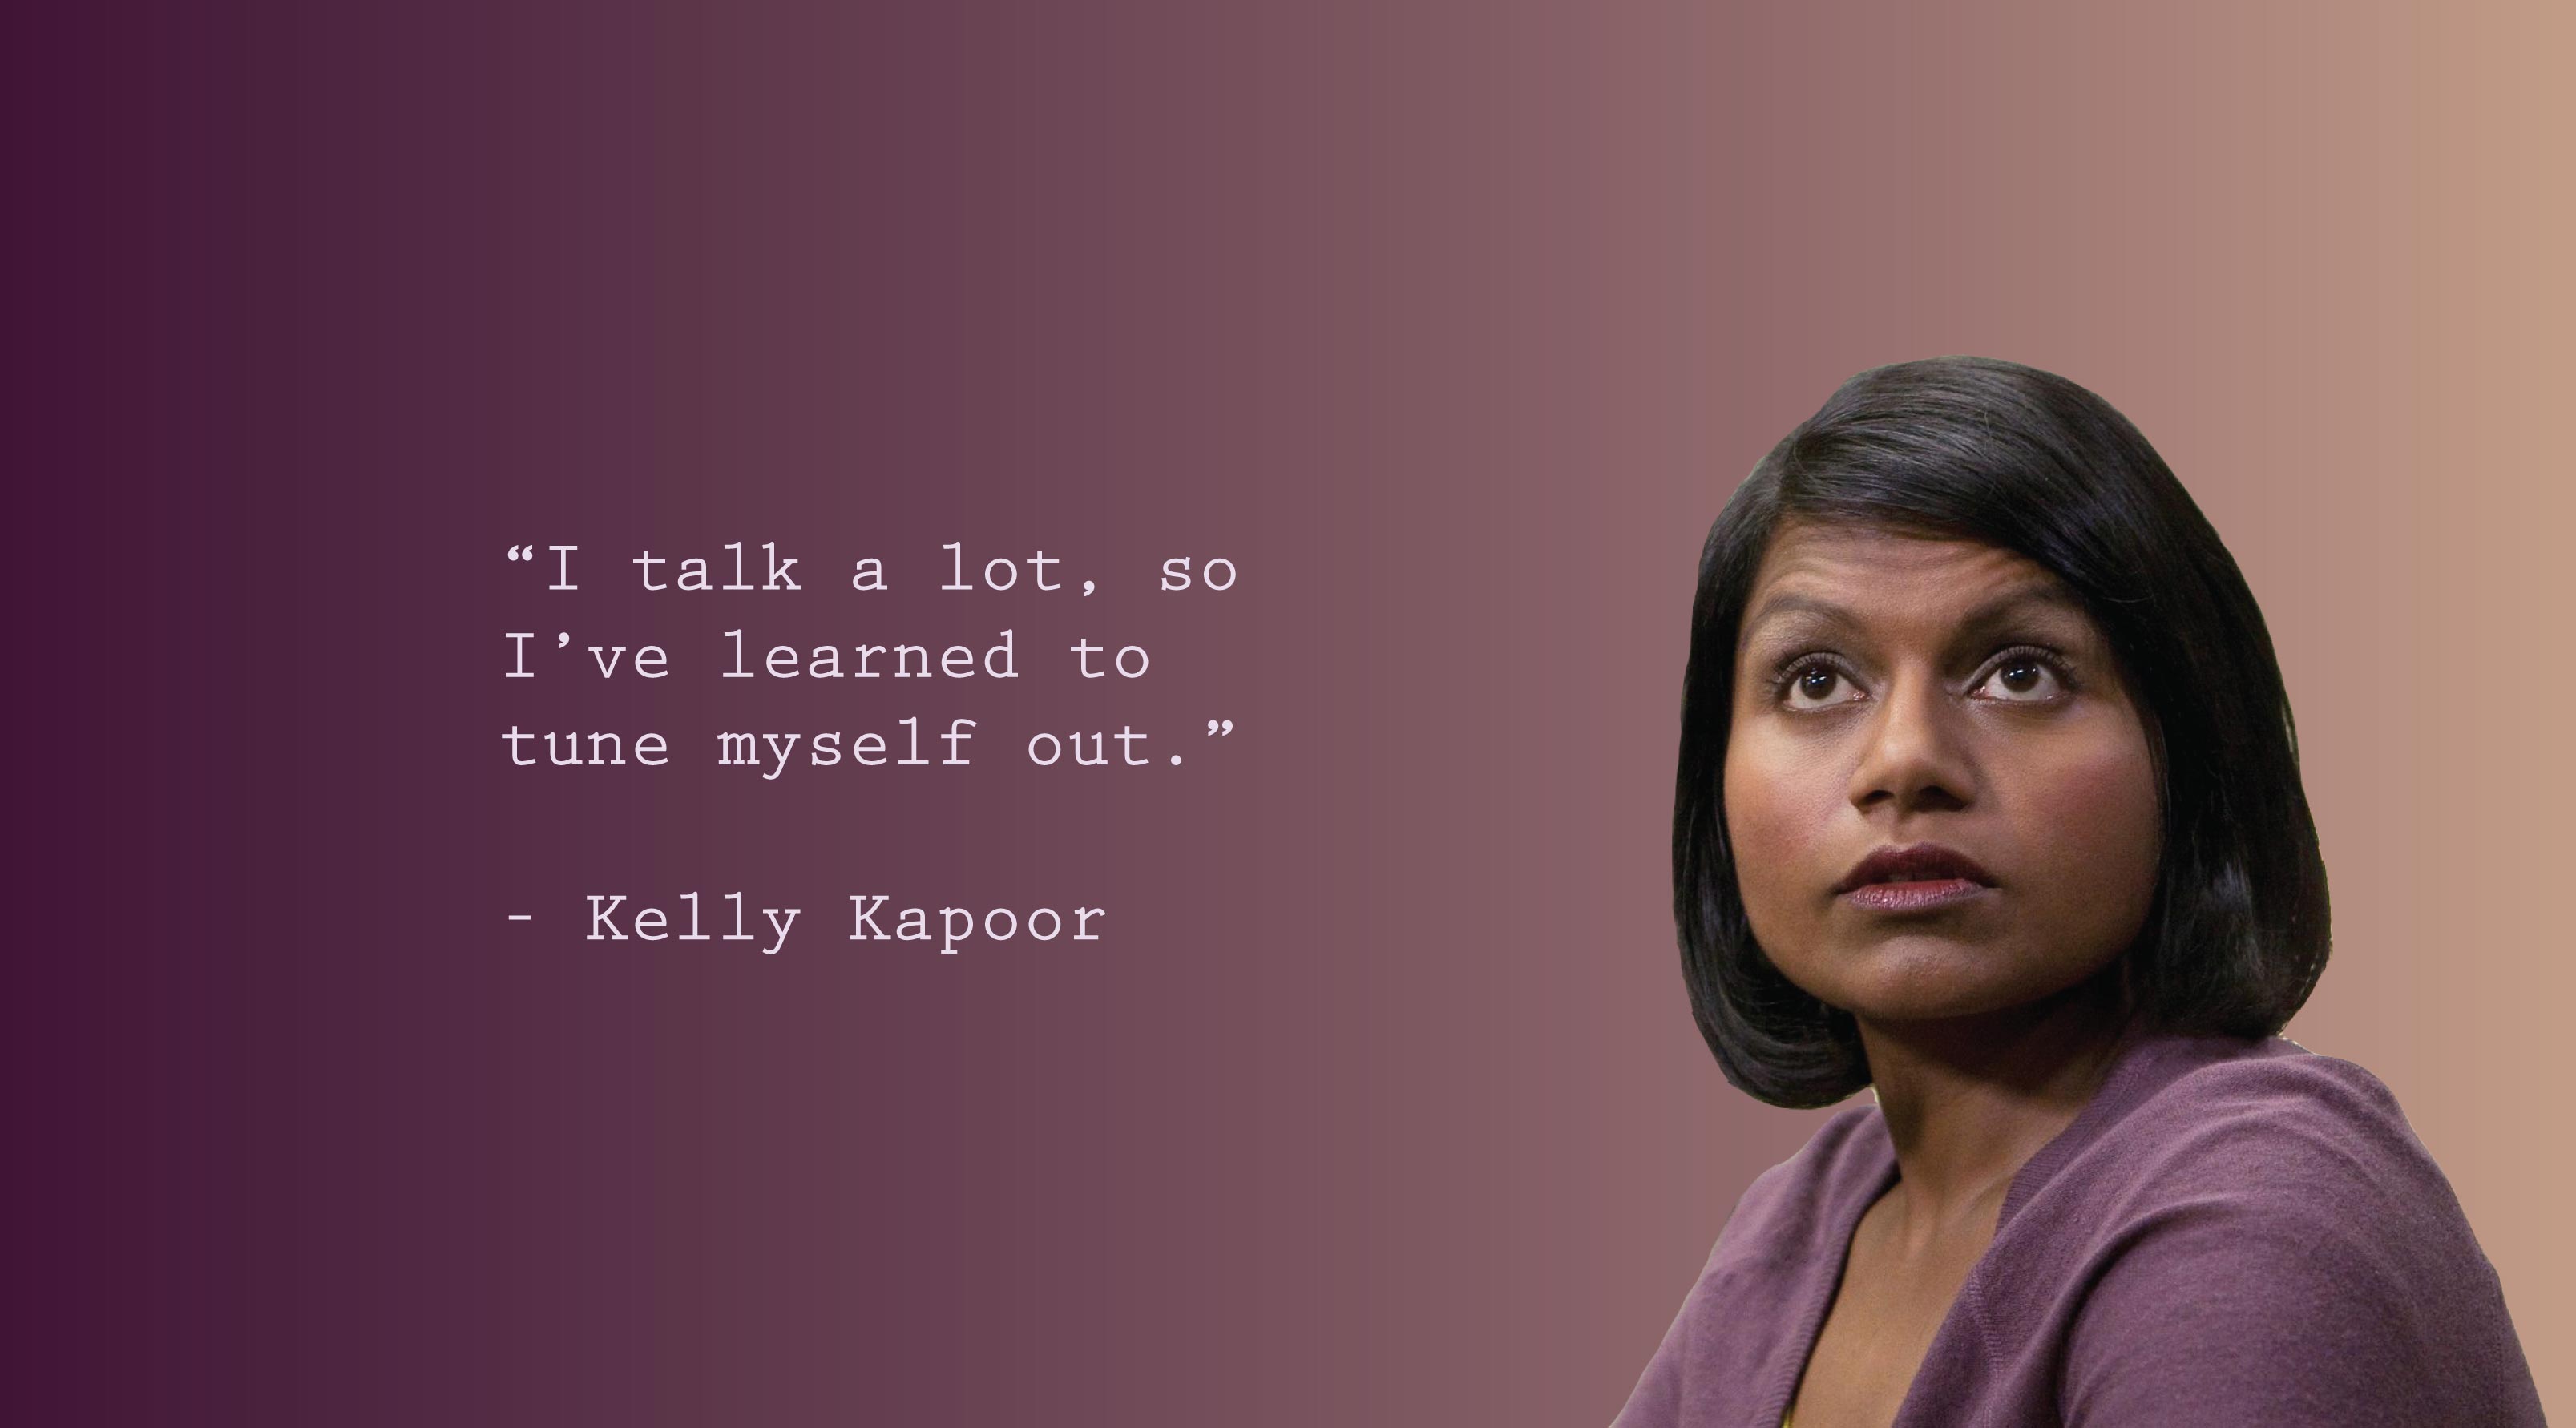 “I talk a lot, so
I’ve learned to
tune myself out.”
- Kelly Kapoor